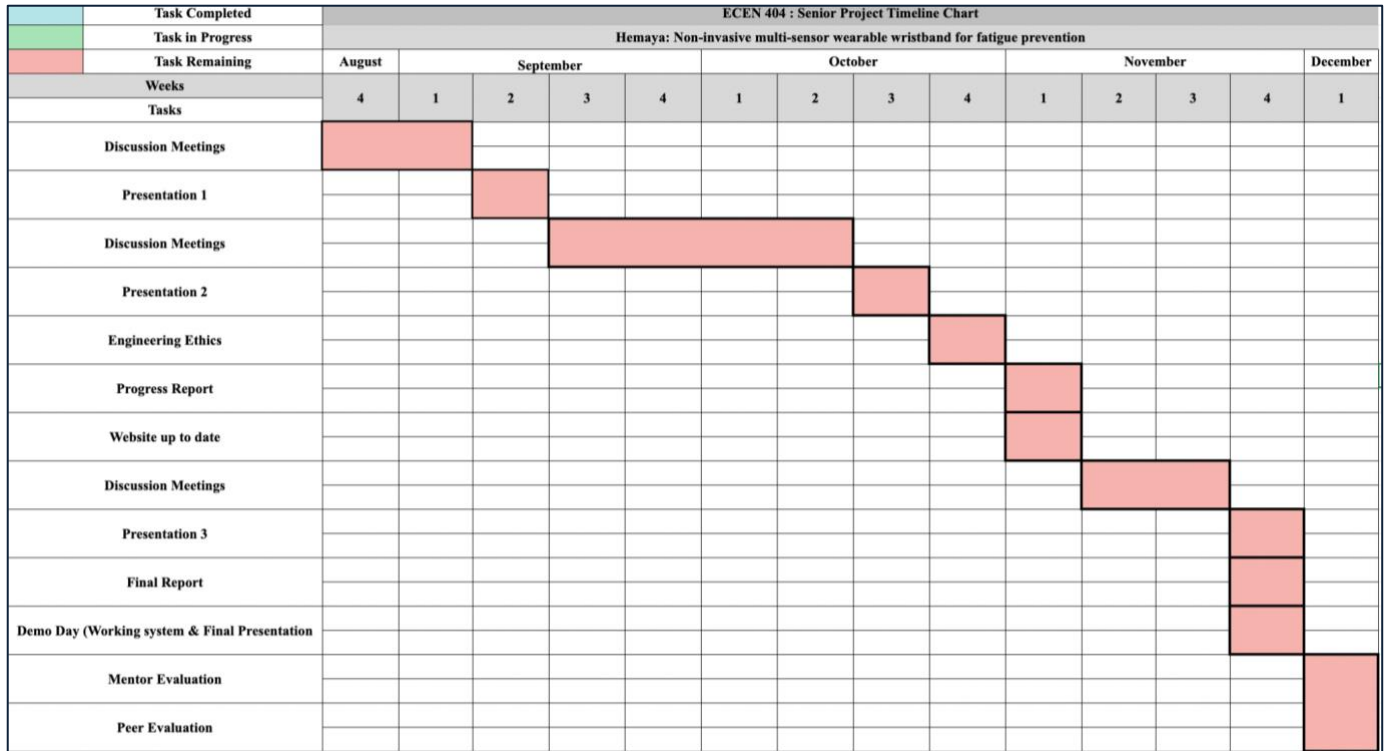 Task Completed
ECEN 404 : Senior Project Timeline Chart
Task in Progress
Hemaya: Non-invasive multi-sensor wearable wristband for fatigue prevention
Task Remaining
August September October November December
Weeks
4 1 2 3 4 1 2 3 4 1 2 3 4 1
Tasks
Discussion Meetings
Presentation 1
Discussion Meetings
Presentation 2
Engineering Ethics
Progress Report
Website up to date
Discussion Meetings
Presentation 3
Final Report
Demo Day (Working system & Final Presentation
Mentor Evaluation
Peer Evaluation